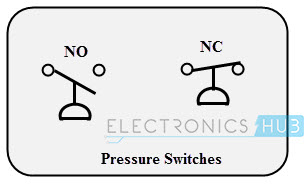 NO
NC
ELECTRONICS HUB
Pressure Switches